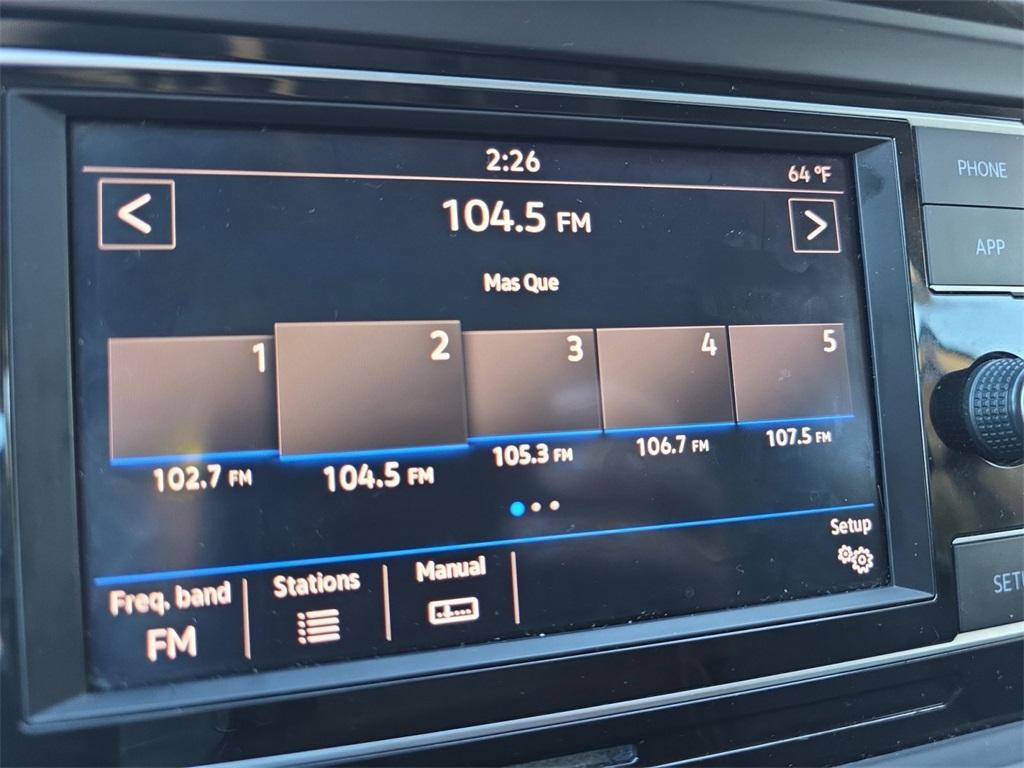 2:26
64 °F
<
104.5 FM
>
Mas Que
1
2
3
4
5
102.7 FM
104.5 FM
105.3 FM
106.7 FM
107.5 FM
Setup
Freq. band
FM
Stations
Manual
PHONE
APP